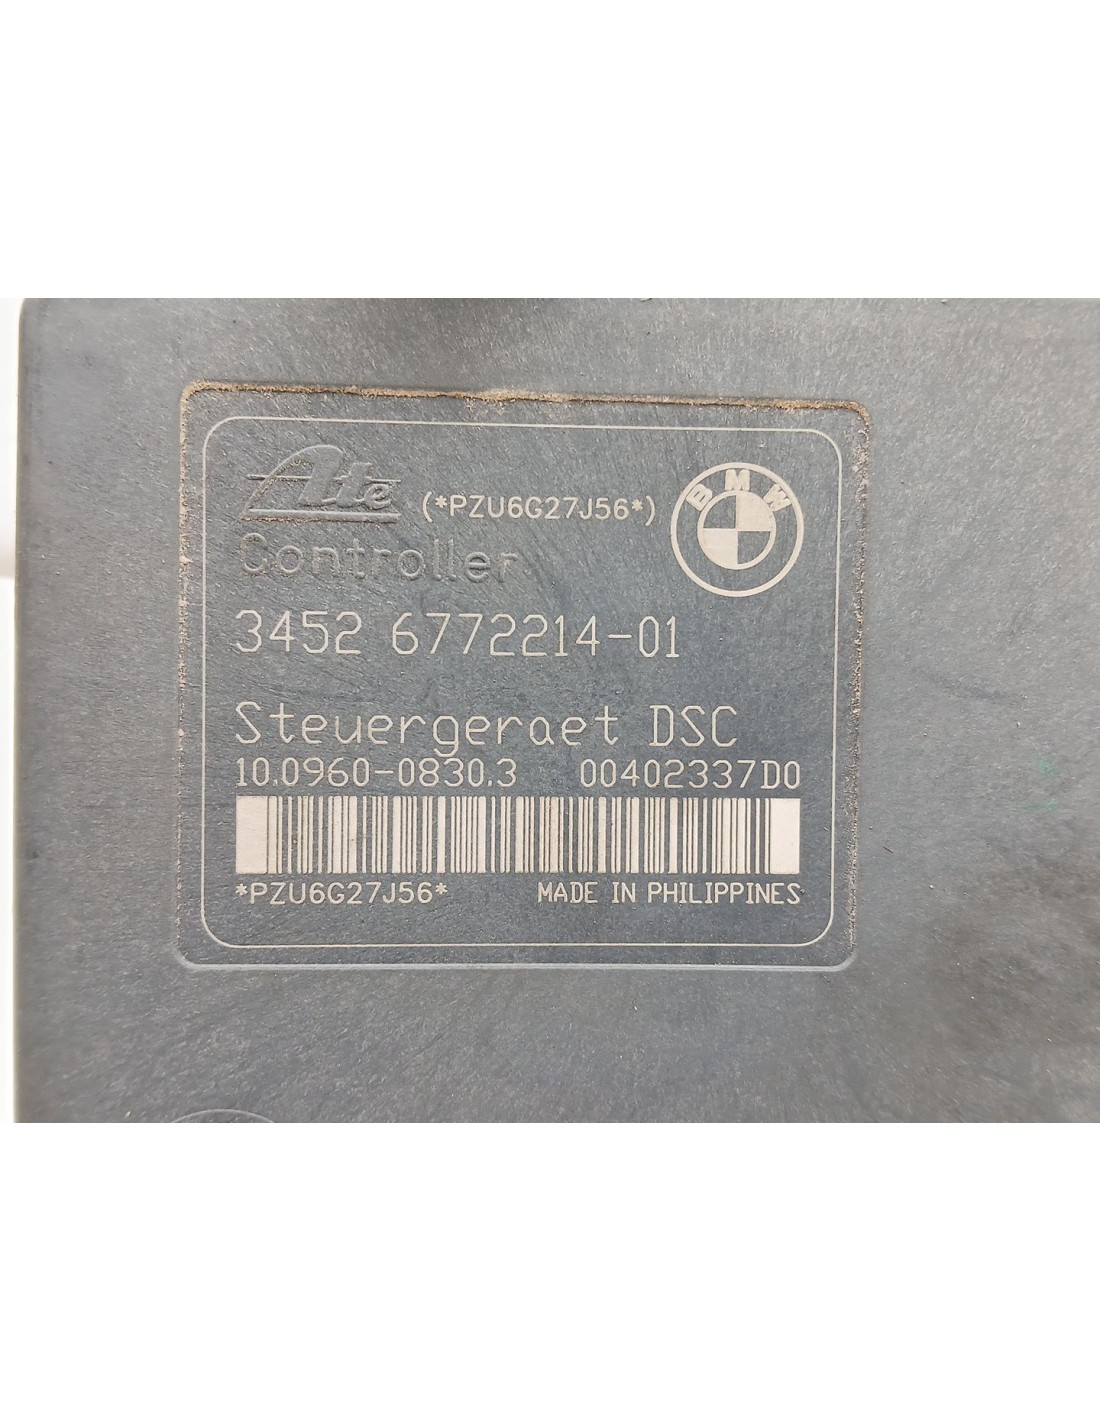 Ate (*PZU6G27J56*) BMW
Controller
3452 6772214-01
Steuergeraet DSC
10.0960-0830.3 00402337D0
*PZU6G27J56* MADE IN PHILIPPINES